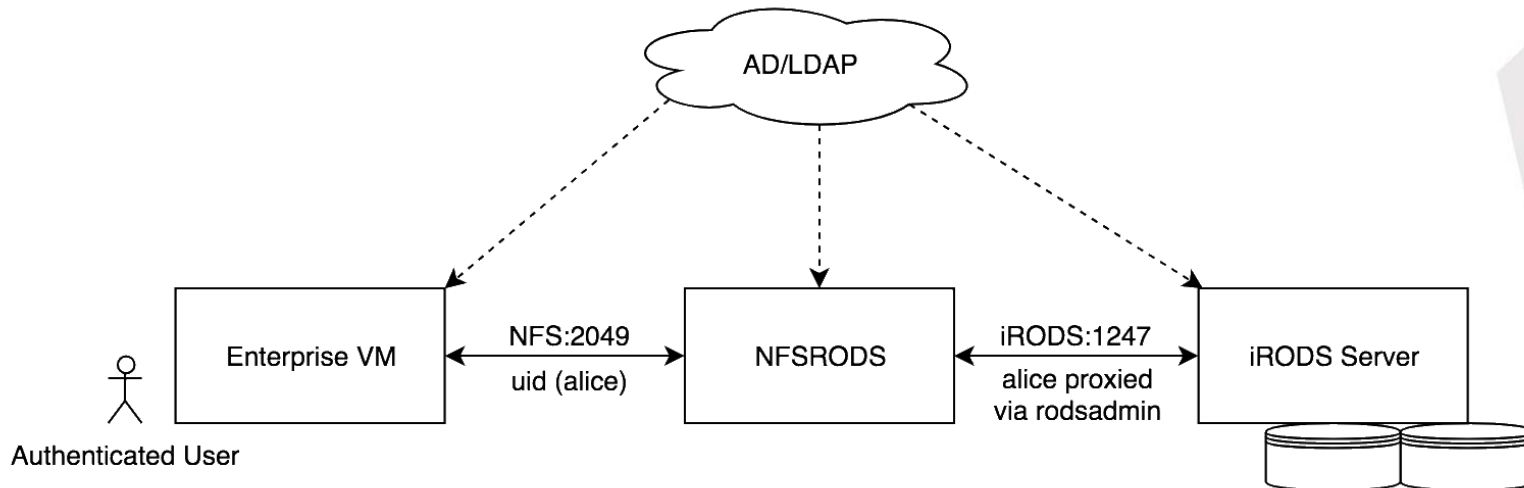 AD/LDAP
Enterprise VM
NFS:2049
uid (alice)
NFSRODS
iRODS:1247
alice proxied
via rodsadmin
iRODS Server
Authenticated User